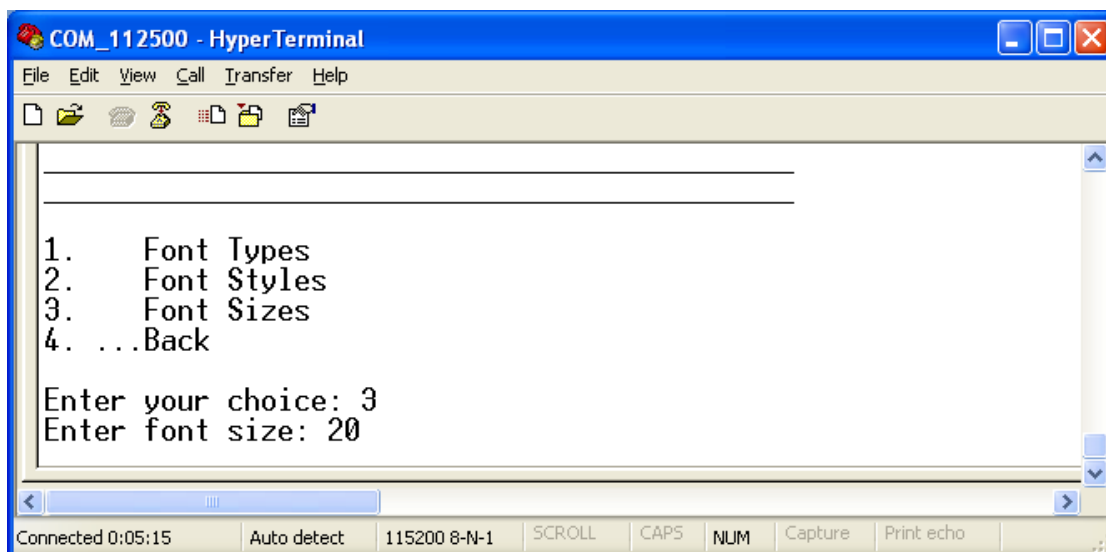 COM_112500 - HyperTerminal
File Edit View Call Transfer Help
1. Font Types
2. Font Styles
3. Font Sizes
4. ...Back
Enter your choice: 3
Enter font size: 20
Connected 0:05:15 Auto detect 115200 8-N-1 SCROLL CAPS NUM Capture Print echo